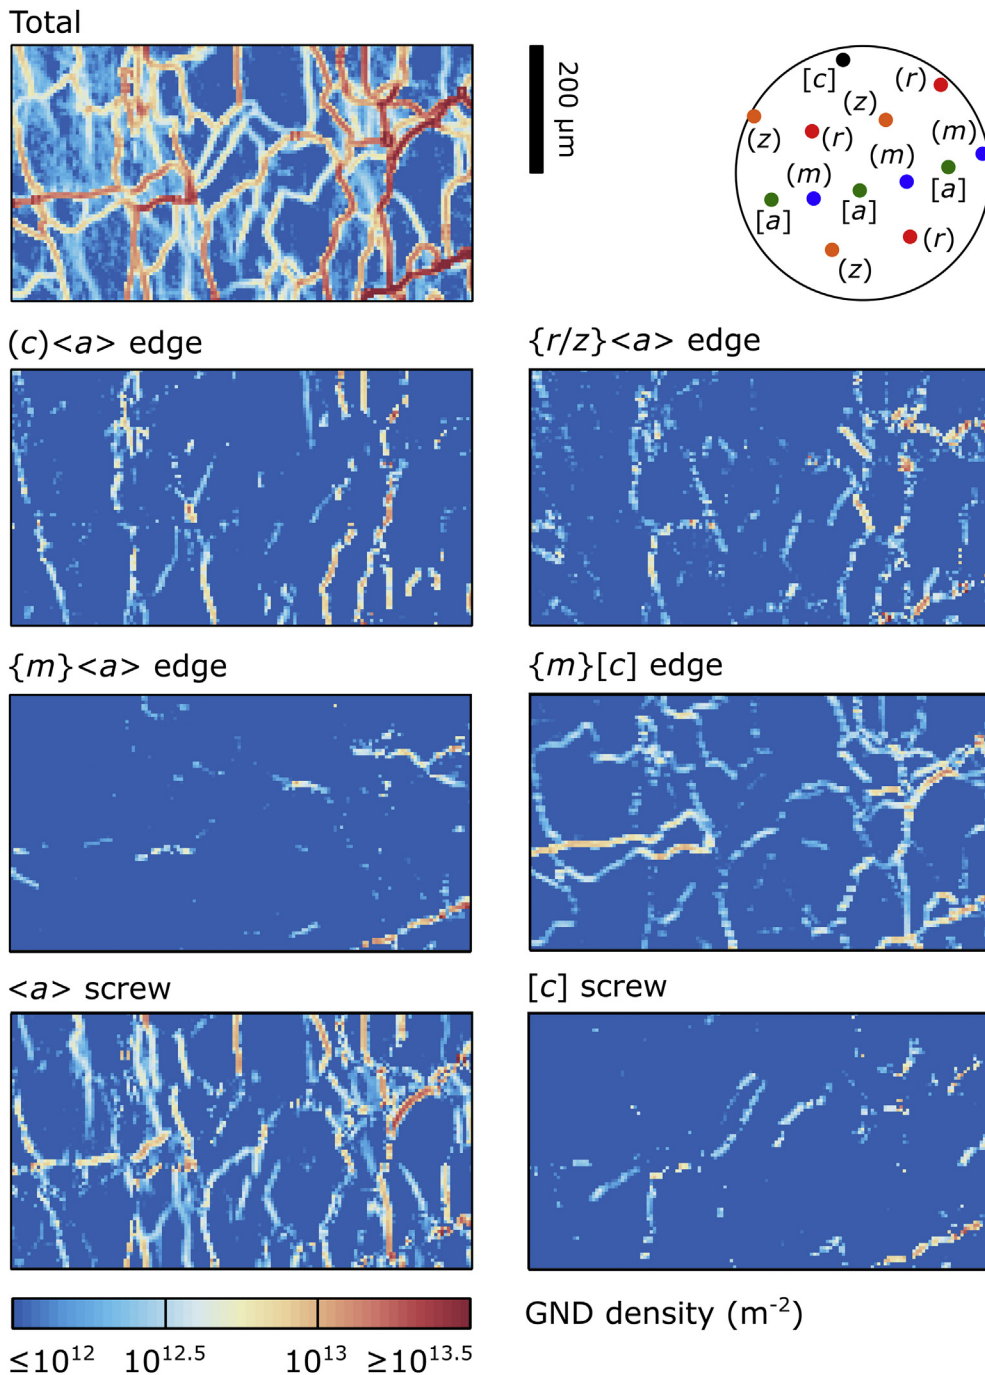 Total
200 µm
[c]
(r)
(z)
(z)
(r)
(m)
(m)
(m)
[a]
[a]
[a]
(r)
(z)
(c)<a> edge
{r/z}<a> edge
{m}<a> edge
{m}[c] edge
<a> screw
[c] screw
≤10¹² 10¹²·⁵ 10¹³ ≥10¹³·⁵
GND density (m⁻²)